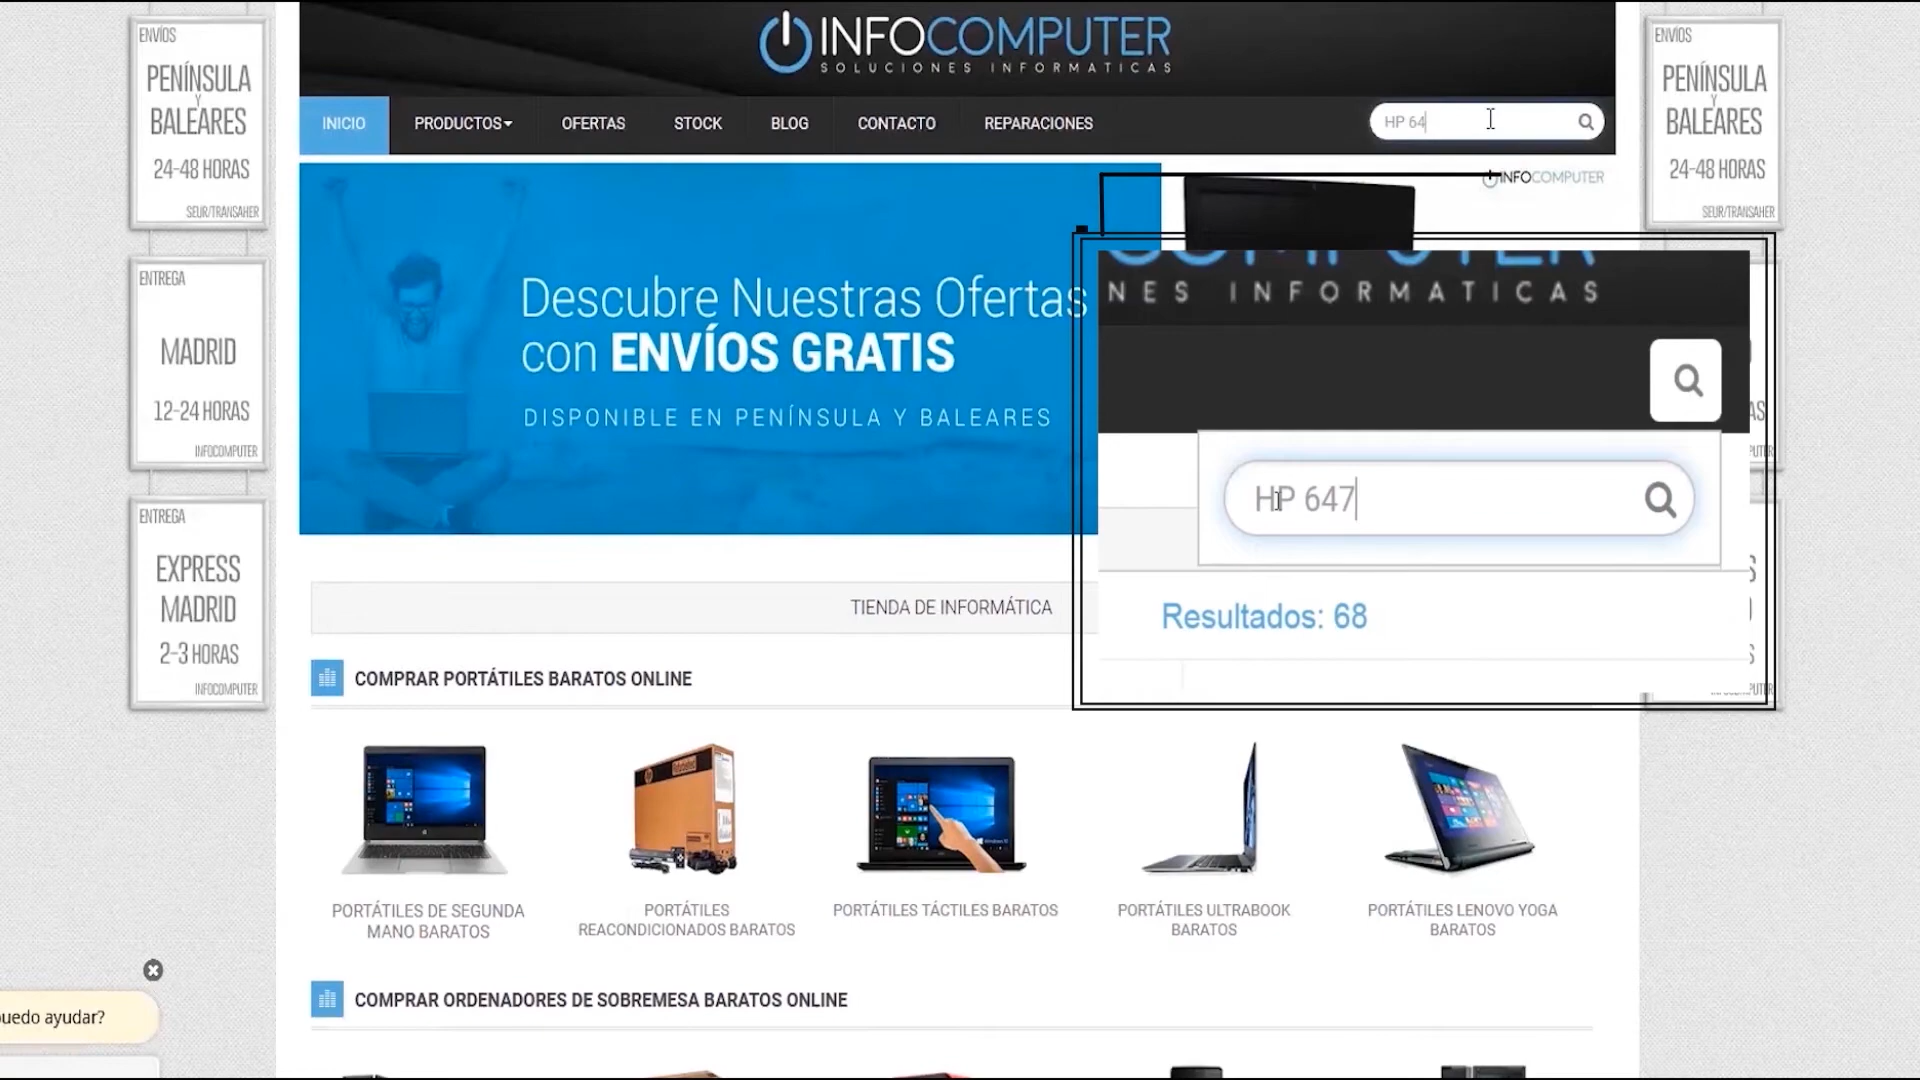 ENVÍOS
PENÍNSULA
Y
BALEARES
24-48 HORAS
SEUR/TRANSAHER
ENTREGA
MADRID
12-24 HORAS
INFOCOMPUTER
ENTREGA
EXPRESS
MADRID
2-3 HORAS
INFOCOMPUTER
INFOCOMPUTER
SOLUCIONES INFORMATICAS
INICIO
PRODUCTOS
OFERTAS
STOCK
BLOG
CONTACTO
REPARACIONES
HP 64
INFOCOMPUTER
Descubre Nuestras Ofertas
con ENVÍOS GRATIS
DISPONIBLE EN PENÍNSULA Y BALEARES
NES INFORMATICAS
HP 647
Resultados: 68
TIENDA DE INFORMÁTICA
COMPRAR PORTÁTILES BARATOS ONLINE
PORTÁTILES DE SEGUNDA
MANO BARATOS
PORTÁTILES
REACONDICIONADOS BARATOS
PORTÁTILES TÁCTILES BARATOS
PORTÁTILES ULTRABOOK
BARATOS
PORTÁTILES LENOVO YOGA
BARATOS
COMPRAR ORDENADORES DE SOBREMESA BARATOS ONLINE
uedo ayudar?
ENVÍOS
PENÍNSULA
Y
BALEARES
24-48 HORAS
SEUR/TRANSAHER